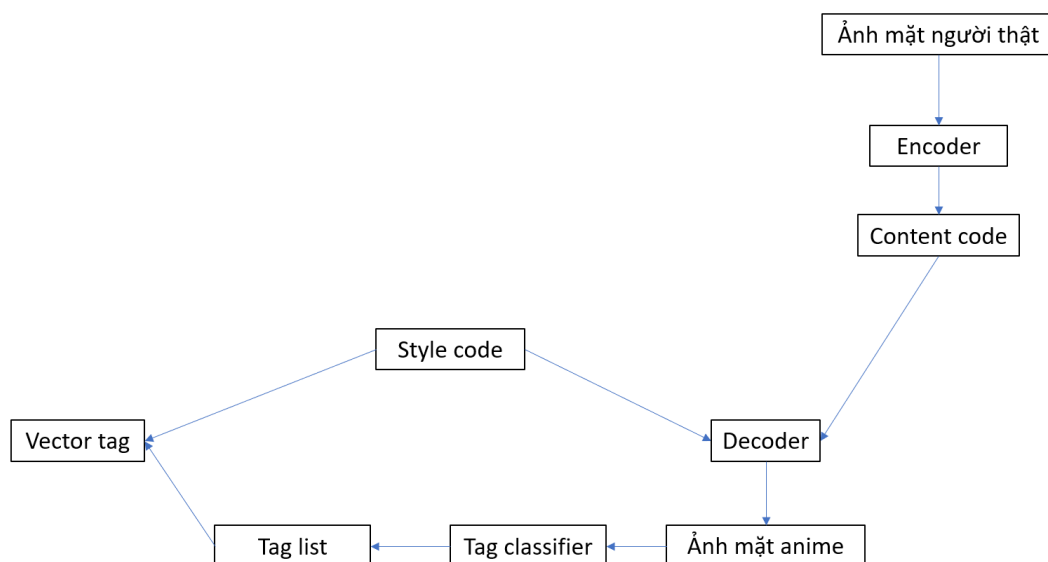 Ảnh mặt người thật
Encoder
Content code
Style code
Vector tag
Decoder
Tag list
Tag classifier
Ảnh mặt anime